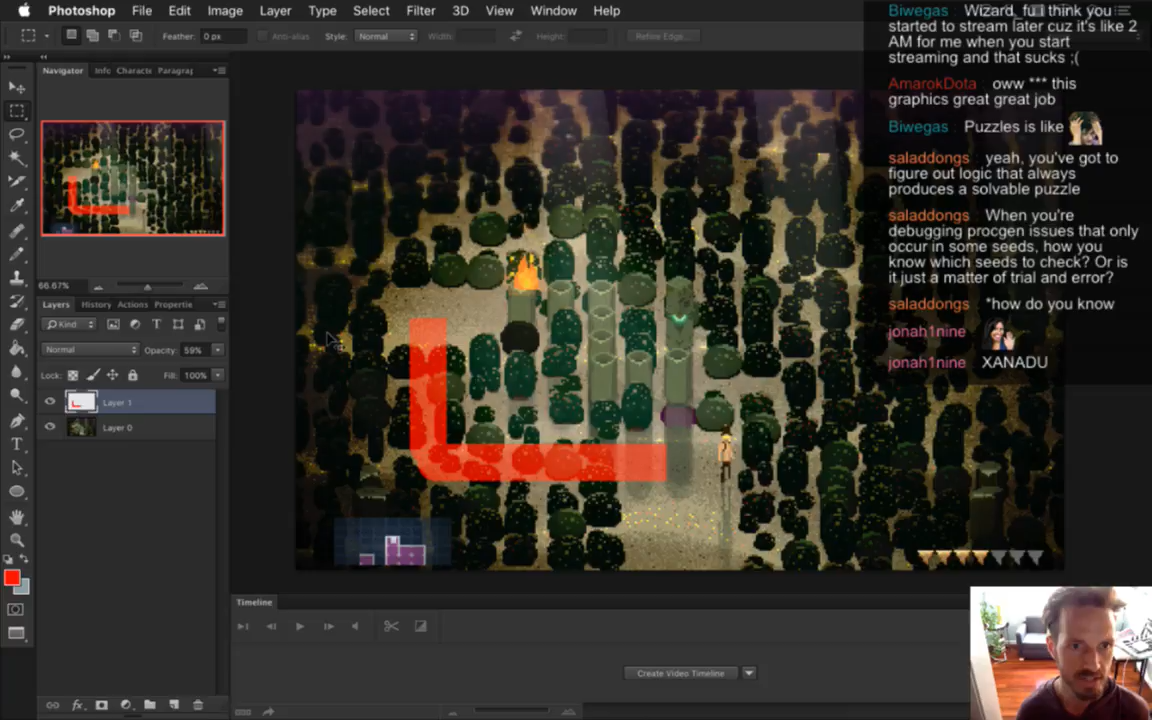 Photoshop File Edit Image Layer Type Select Filter 3D View Window Help
Feather: 0 px Anti-alias Style: Normal Width: Height: Refine Edge...
Navigator Info Characte Paragrap
66.67%
Layers History Actions Propertie
Kind
Normal Opacity: 59%
Lock: Fill: 100%
Layer 1
Layer 0
fx
Timeline
Create Video Timeline
Biwegas Wizard, fu I think you
started to stream later cuz it's like 2
AM for me when you start
streaming and that sucks ;(
AmarokDota oww *** this
graphics great great job
Biwegas Puzzles is like
saladdongs yeah, you've got to
figure out logic that always
produces a solvable puzzle
saladdongs When you're
debugging procgen issues that only
occur in some seeds, how you
know which seeds to check? Or is
it just a matter of trial and error?
saladdongs *how do you know
jonah1nine
jonah1nine XANADU